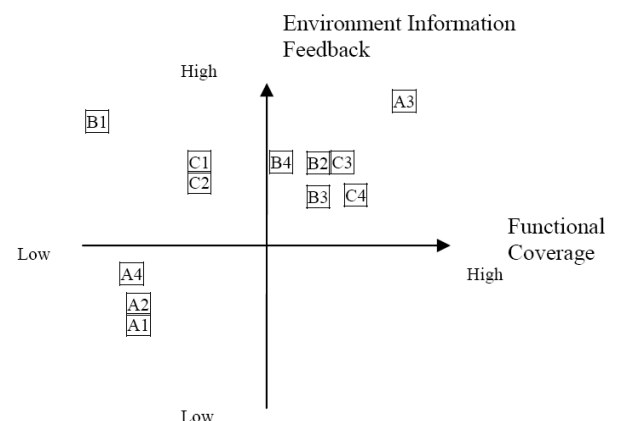 Environment Information
Feedback
High
A3
B1
C1
B4
B2
C3
C2
B3
C4
Functional
Coverage
Low
High
A4
A2
A1
Low